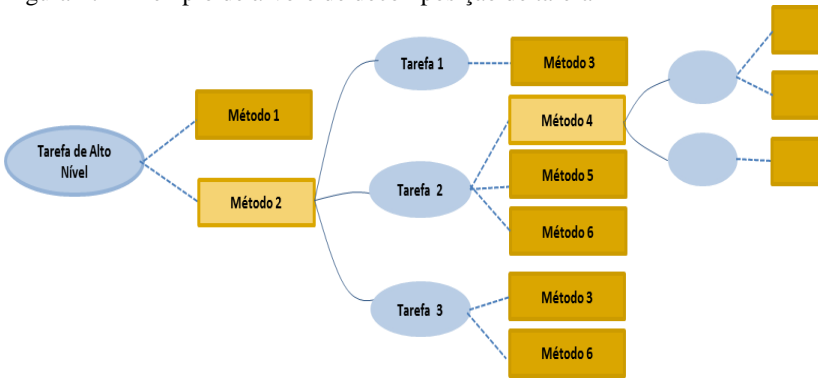 Tarefa de Alto
Nível
Método 1
Método 2
Tarefa 1
Tarefa 2
Tarefa 3
Método 3
Método 4
Método 5
Método 6
Método 3
Método 6